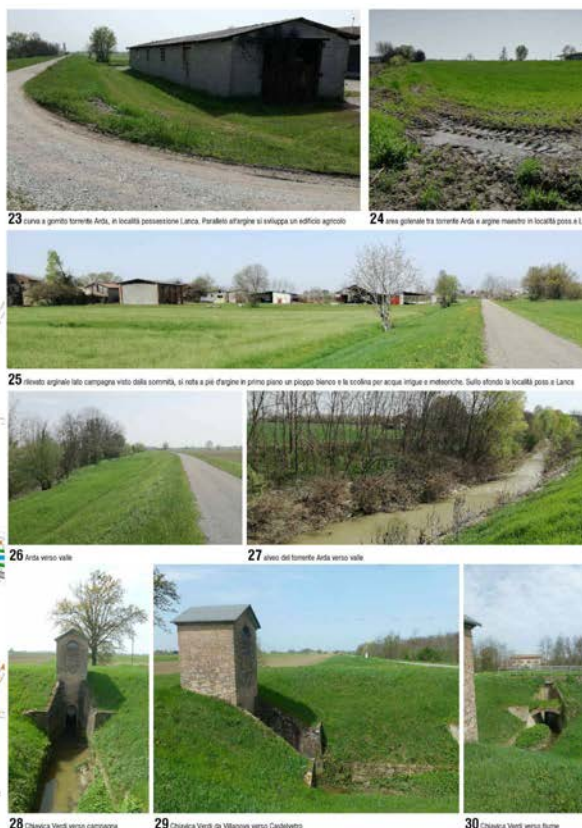 23 curva a gomito torrente Arda, in località possessione Lanca. Parallelo all'argine si sviluppa un edificio agricolo
24 area golenale tra torrente Arda e argine maestro in località poss a L
25 rilevato arginale lato campagna visto dalla sommità, si nota a piè d'argine in primo piano un pioppo bianco e la scolina per acque irrigue e meteoriche. Sullo sfondo la località poss a Lanca
26 Arda verso valle
27 alveo del torrente Arda verso valle
28 Chiavica Verdi verso campagna
29 Chiavica Verdi da Villanova verso Castelvetro
30 Chiavica Verdi verso fiume